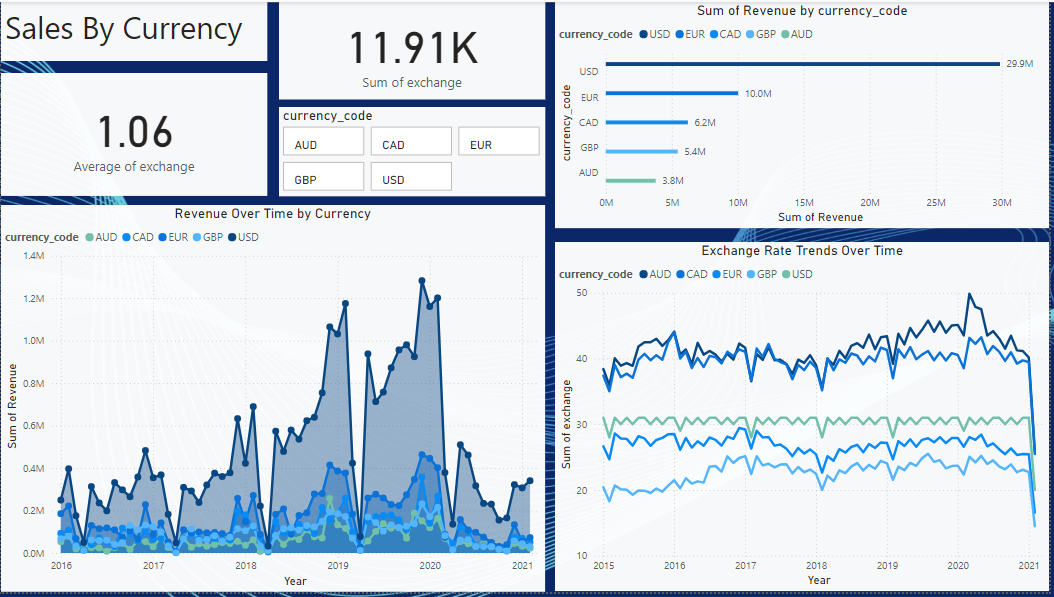 Sales By Currency
11.91K
Sum of exchange
1.06
Average of exchange
currency_code
AUD CAD EUR
GBP USD
Sum of Revenue by currency_code
currency_code USD EUR CAD GBP AUD
currency_code
USD 29.9M
EUR 10.0M
CAD 6.2M
GBP 5.4M
AUD 3.8M
0M 5M 10M 15M 20M 25M 30M
Sum of Revenue
Revenue Over Time by Currency
currency_code AUD CAD EUR GBP USD
Sum of Revenue
1.4M
1.2M
1.0M
0.8M
0.6M
0.4M
0.2M
0.0M
2016 2017 2018 2019 2020 2021
Year
Exchange Rate Trends Over Time
currency_code AUD CAD EUR GBP USD
Sum of exchange
50
40
30
20
10
2015 2016 2017 2018 2019 2020 2021
Year